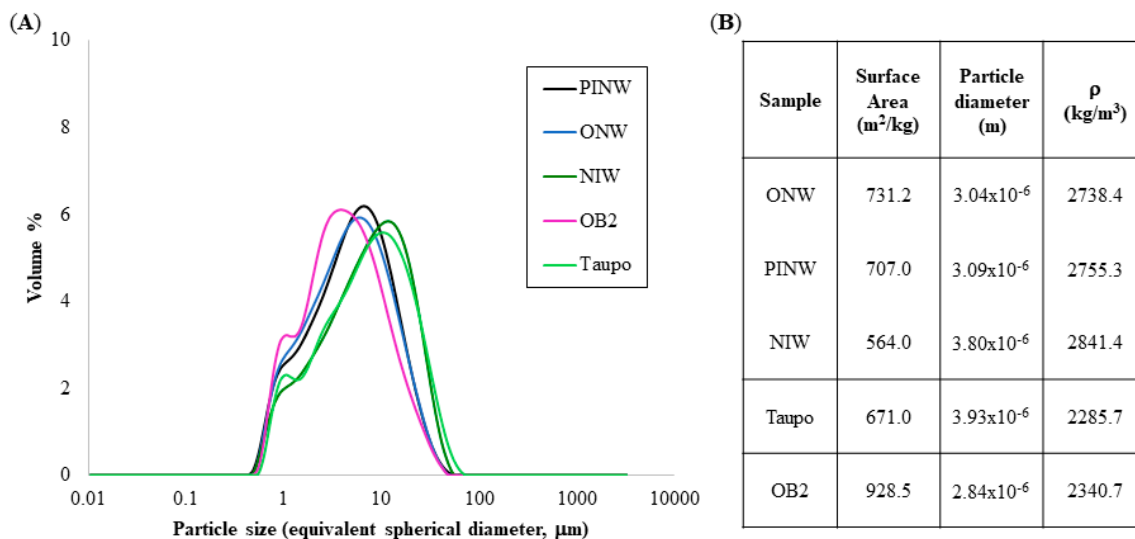 (A)
10
8
6
4
2
0
Volume %
0.01 0.1 1 10 100 1000 10000
Particle size (equivalent spherical diameter, μm)
PINW
ONW
NIW
OB2
Taupo
(B)
Sample
Surface
Area
(m²/kg)
Particle
diameter
(m)
ρ
(kg/m³)
ONW 731.2 3.04x10⁻⁶ 2738.4
PINW 707.0 3.09x10⁻⁶ 2755.3
NIW 564.0 3.80x10⁻⁶ 2841.4
Taupo 671.0 3.93x10⁻⁶ 2285.7
OB2 928.5 2.84x10⁻⁶ 2340.7